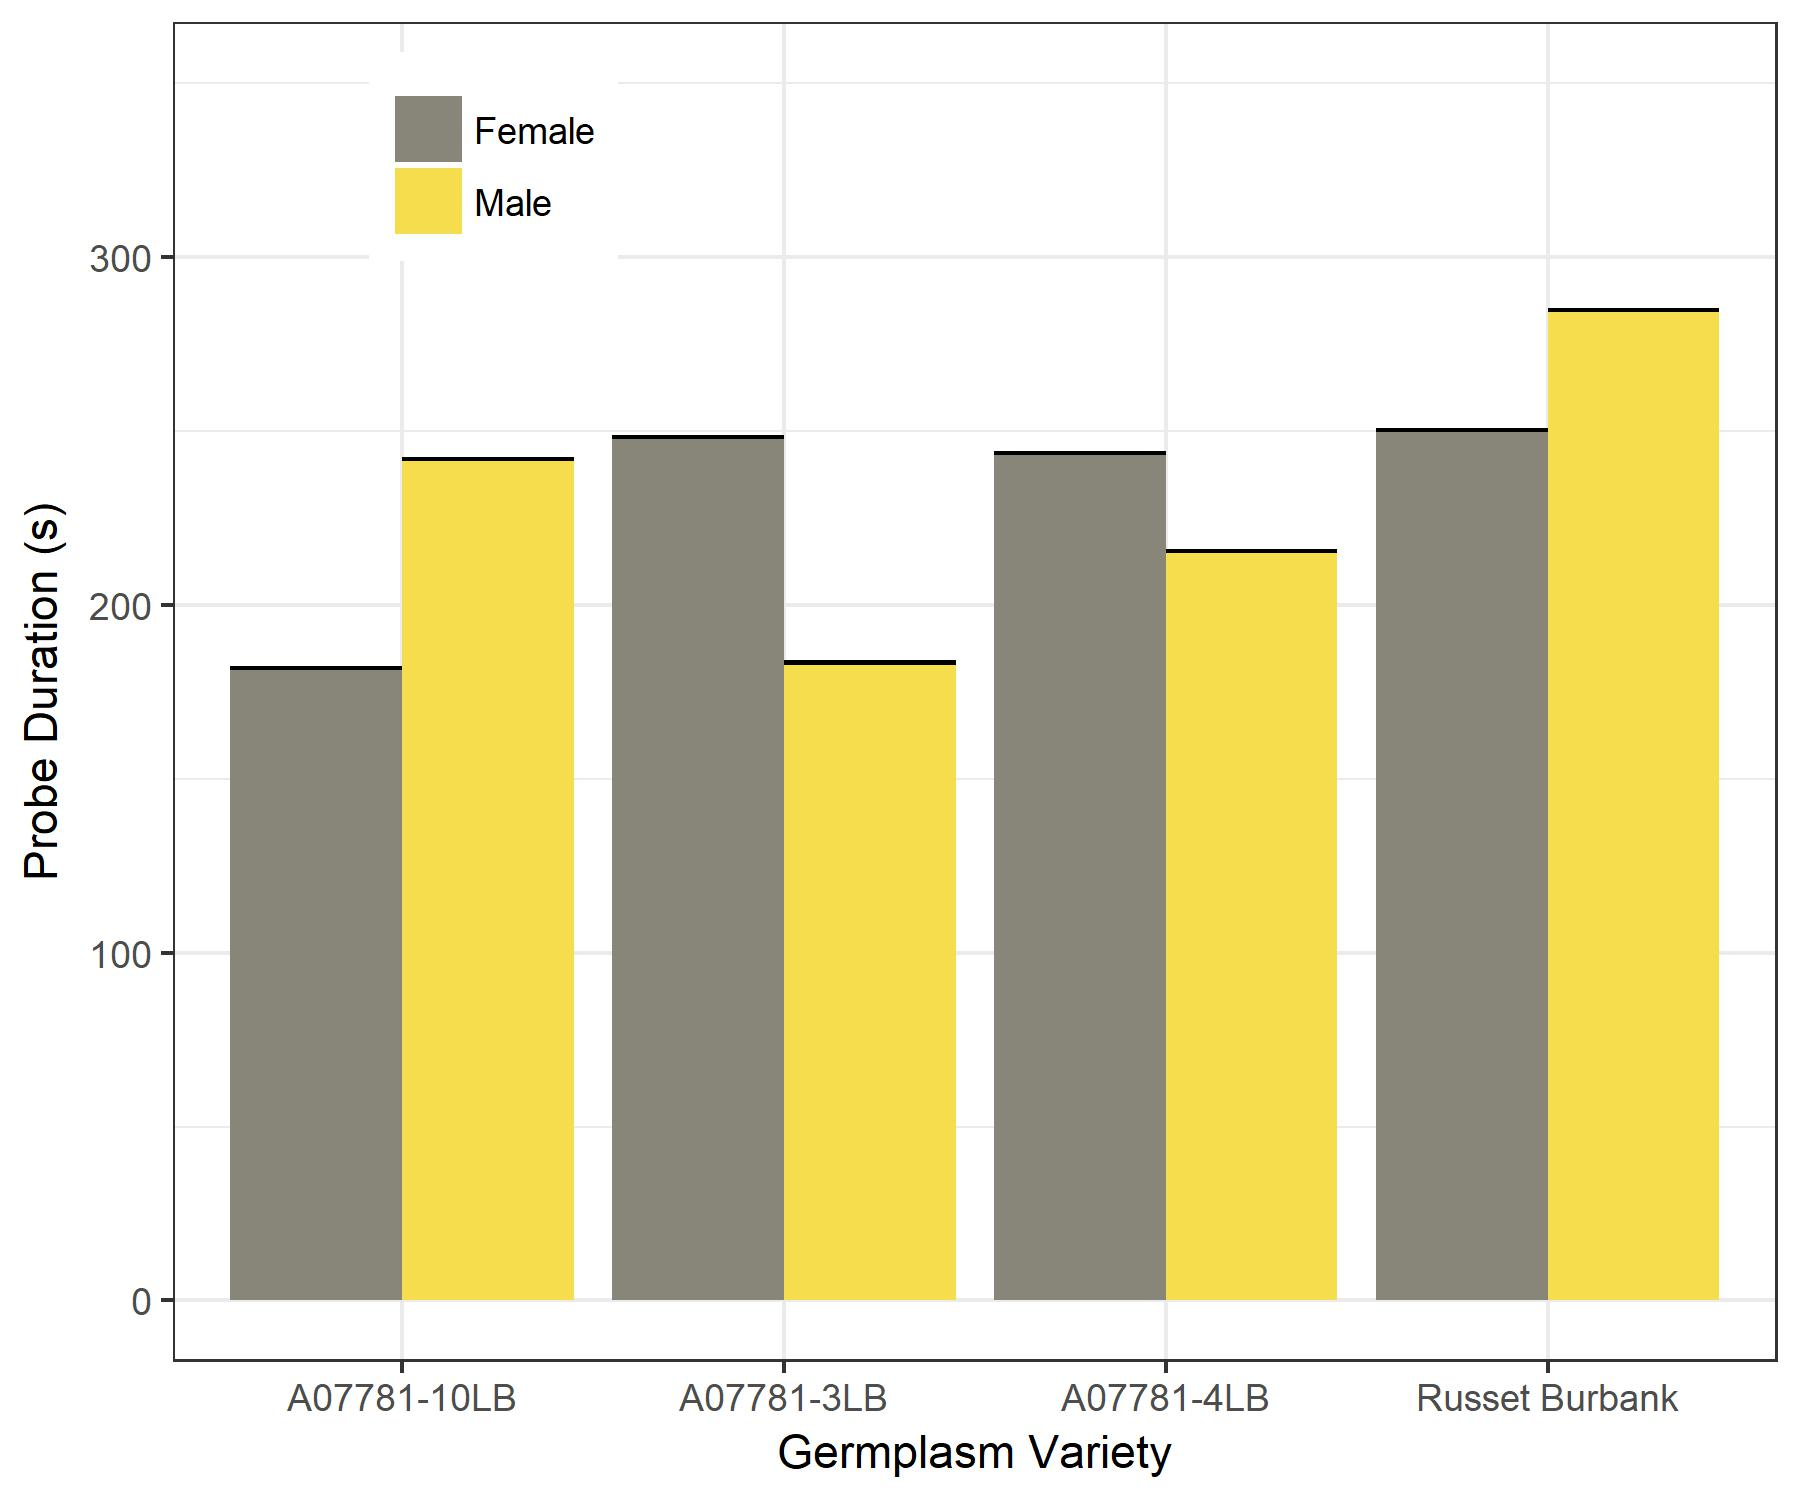 Female
Male
Probe Duration (s)
300
200
100
0
A07781-10LB
A07781-3LB
A07781-4LB
Russet Burbank
Germplasm Variety